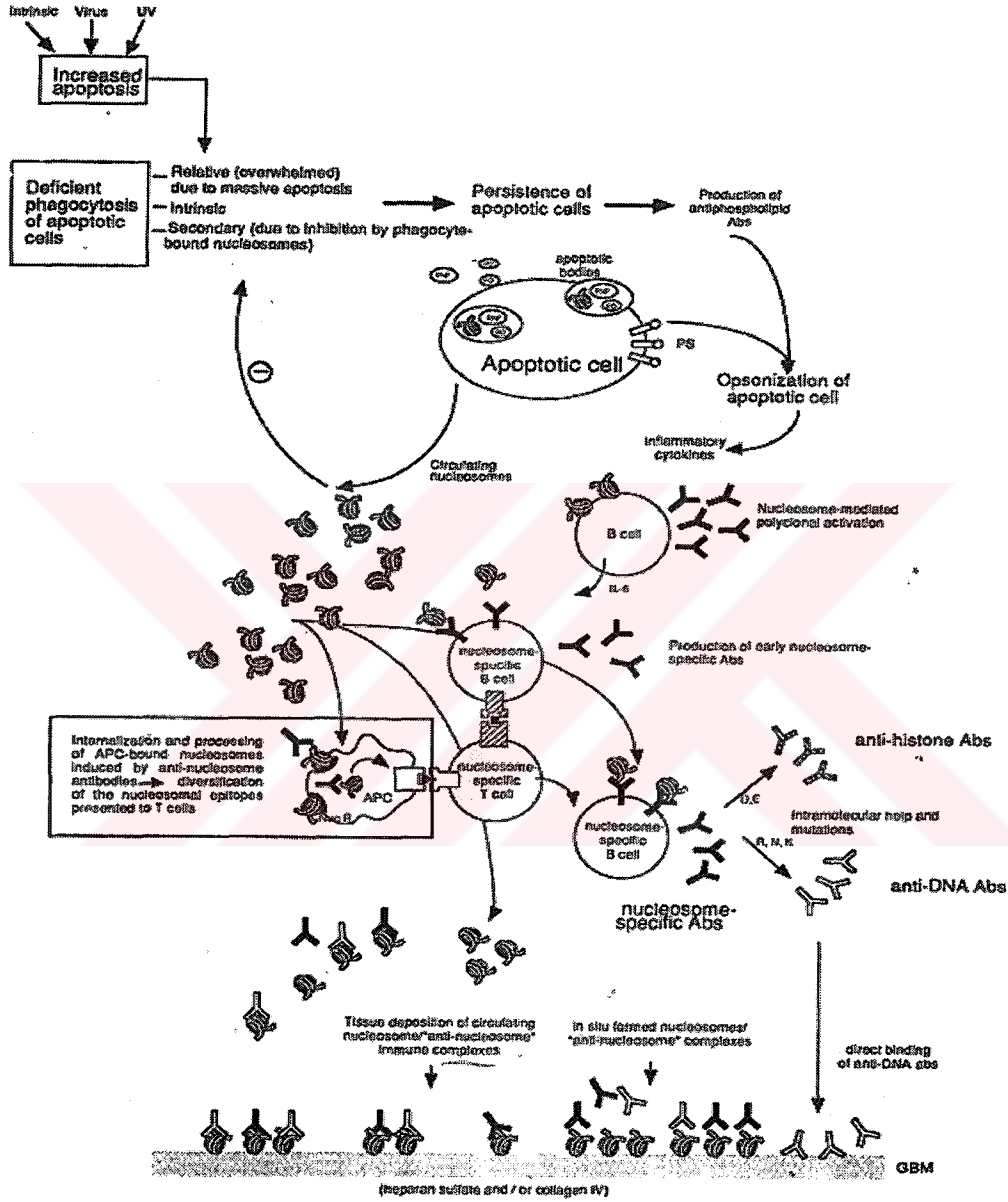 Intrinsic Virus UV
Increased
apoptosis
Deficient
phagocytosis
of apoptotic
cells
Relative (overwhelmed)
due to massive apoptosis
Intrinsic
Secondary (due to inhibition by phagocyte-
bound nucleosomes)
Persistence of
apoptotic cells
Production of
antiphospholipid
Abs
apoptotic
bodies
Apoptotic cell
PS
Opsonization of
apoptotic cell
Inflammatory
cytokines
Circulating
nucleosomes
B cell
Nucleosome-mediated
polyclonal activation
IL-6
nucleosome-
specific
B cell
Production of early nucleosome-
specific Abs
Internalization and processing
of APC-bound nucleosomes
induced by anti-nucleosome
antibodies diversification
of the nucleosomal epitopes
presented to T cells
APC
nucleosome-
specific
T cell
nucleosome-
specific
B cell
nucleosome-
specific Abs
anti-histone Abs
D,E
Intramolecular help and
mutations
R, N, K
anti-DNA Abs
Tissue deposition of circulating
nucleosome/"anti-nucleosome"
immune complexes
in situ formed nucleosomes/
"anti-nucleosome" complexes
direct binding
of anti-DNA abs
GBM
(heparan sulfate and / or collagen IV)